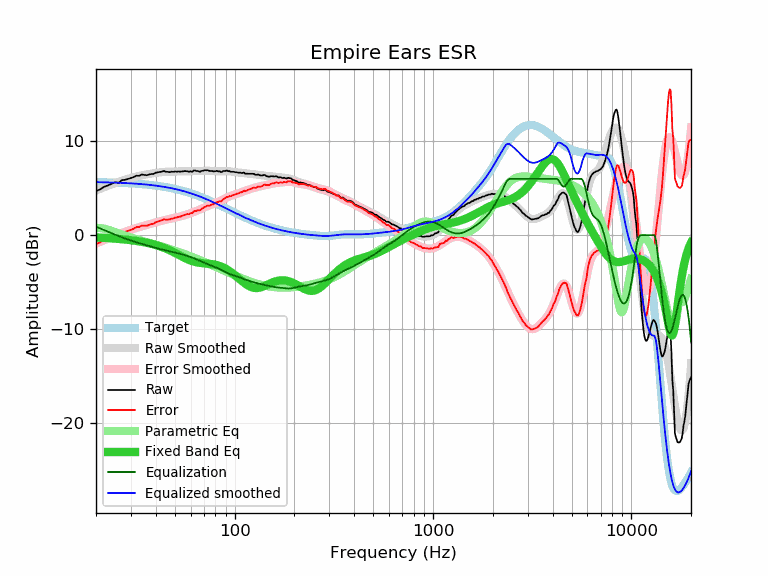 Empire Ears ESR
10
0
−10
−20
Amplitude (dBr)
Target
Raw Smoothed
Error Smoothed
Raw
Error
Parametric Eq
Fixed Band Eq
Equalization
Equalized smoothed
100 1000 10000
Frequency (Hz)